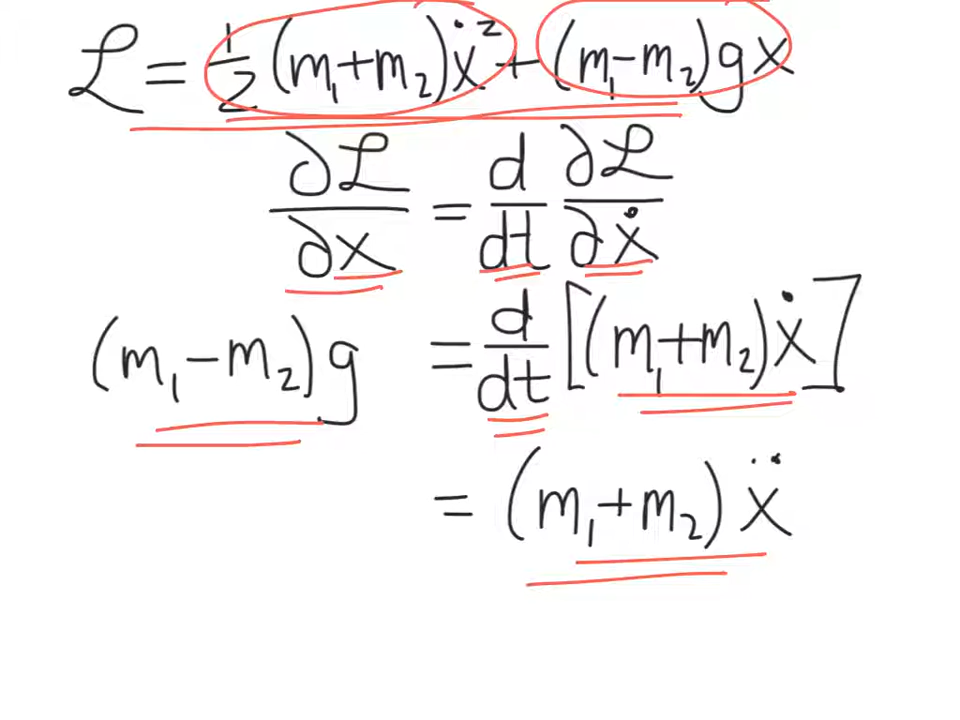 ℒ = ½ (m₁+m₂)ẋ² + (m₁−m₂)gx
∂ℒ/∂x = d/dt ∂ℒ/∂ẋ
(m₁−m₂)g = d/dt [(m₁+m₂)ẋ]
= (m₁+m₂)ẍ